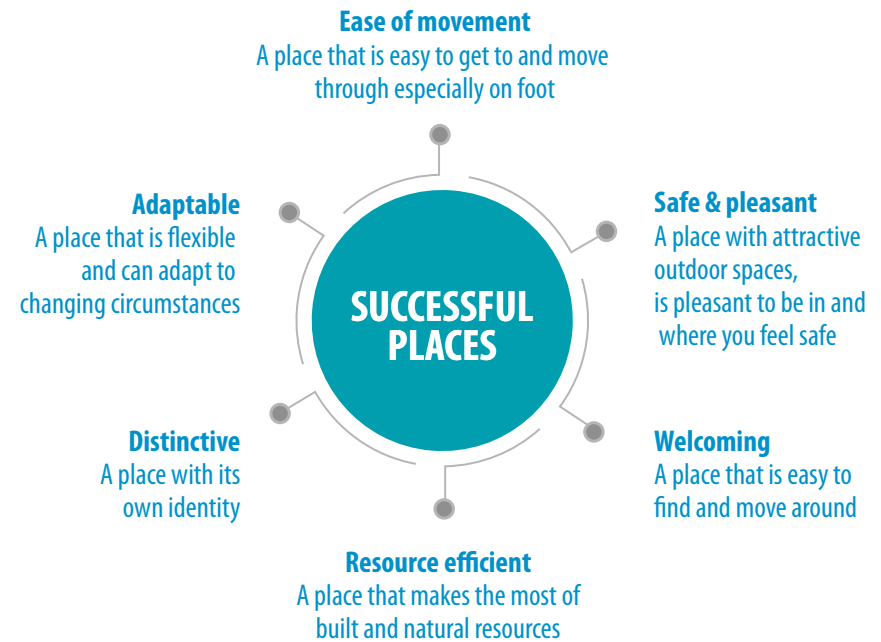 Ease of movement
A place that is easy to get to and move
through especially on foot
Adaptable
A place that is flexible
and can adapt to
changing circumstances
Safe & pleasant
A place with attractive
outdoor spaces,
is pleasant to be in and
where you feel safe
SUCCESSFUL
PLACES
Distinctive
A place with its
own identity
Welcoming
A place that is easy to
find and move around
Resource efficient
A place that makes the most of
built and natural resources